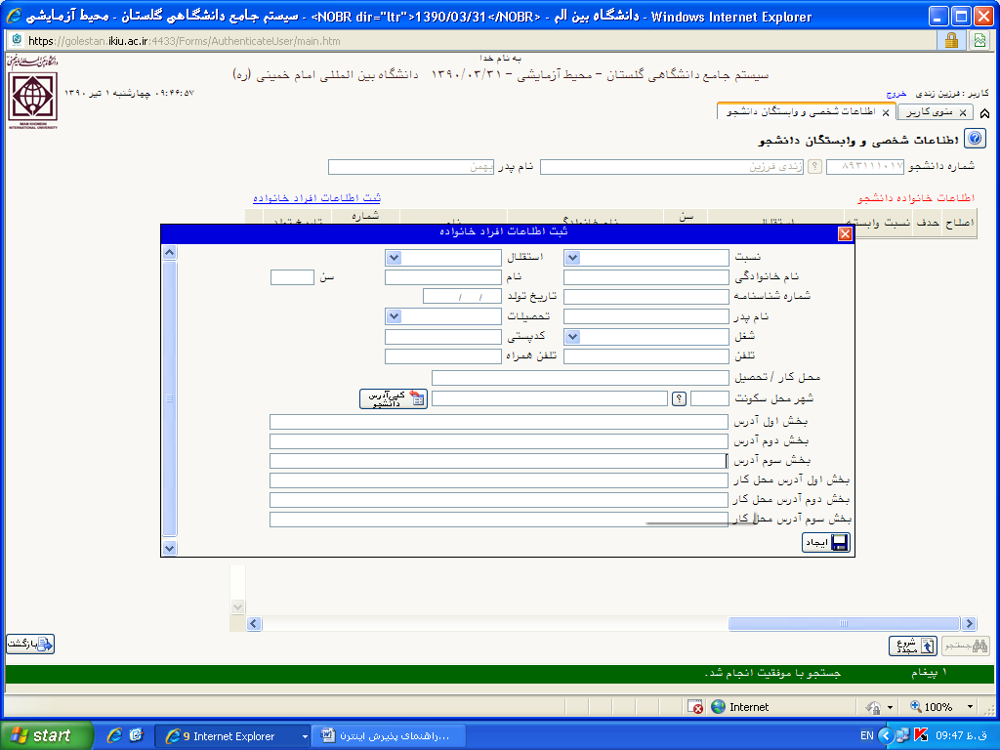 سیستم جامع دانشگاهی گلستان - محیط آزمایشی - <NOBR dir="ltr">1390/03/31</NOBR> - دانشگاه بین الم - Windows Internet Explorer
https://golestan.ikiu.ac.ir:4433/Forms/AuthenticateUser/main.htm
به نام خدا
سیستم جامع دانشگاهی گلستان - محیط آزمایشی - ۱۳۹۰/۰۳/۳۱ دانشگاه بین المللی امام خمینی (ره)
IMAM KHOMEINI
INTERNATIONAL UNIVERSITY
کاربر : فرزین زندی خروج
۰۹:۴۶:۵۷ چهارشنبه ۱ تیر ۱۳۹۰
منوی کاربر X
اطلاعات شخصی و وابستگان دانشجو X
اطلاعات شخصی و وابستگان دانشجو
شماره دانشجو ۸۹۳۱۱۱۰۱۷ ? زندی فرزین نام پدر بهمن
اطلاعات خانواده دانشجو ثبت اطلاعات افراد خانواده
اصلاح حذف نسبت وابسته استقلال سن نام خانوادگی نام شماره تاریخ تولد
ثبت اطلاعات افراد خانواده
نسبت استقلال
نام خانوادگی نام سن
شماره شناسنامه تاریخ تولد / /
نام پدر تحصیلات
شغل کدپستی
تلفن تلفن همراه
محل کار / تحصیل
شهر محل سکونت ? کپی آدرس دانشجو
بخش اول آدرس
بخش دوم آدرس
بخش سوم آدرس
بخش اول آدرس محل کار
بخش دوم آدرس محل کار
بخش سوم آدرس محل کار
ایجاد
جستجو شروع مجدد بازگشت
۱ پیغام جستجو با موفقیت انجام شد.
Internet 100%
start 9 Internet Explorer راهنمای پذیرش اینترن... EN 09:47 ق.ظ